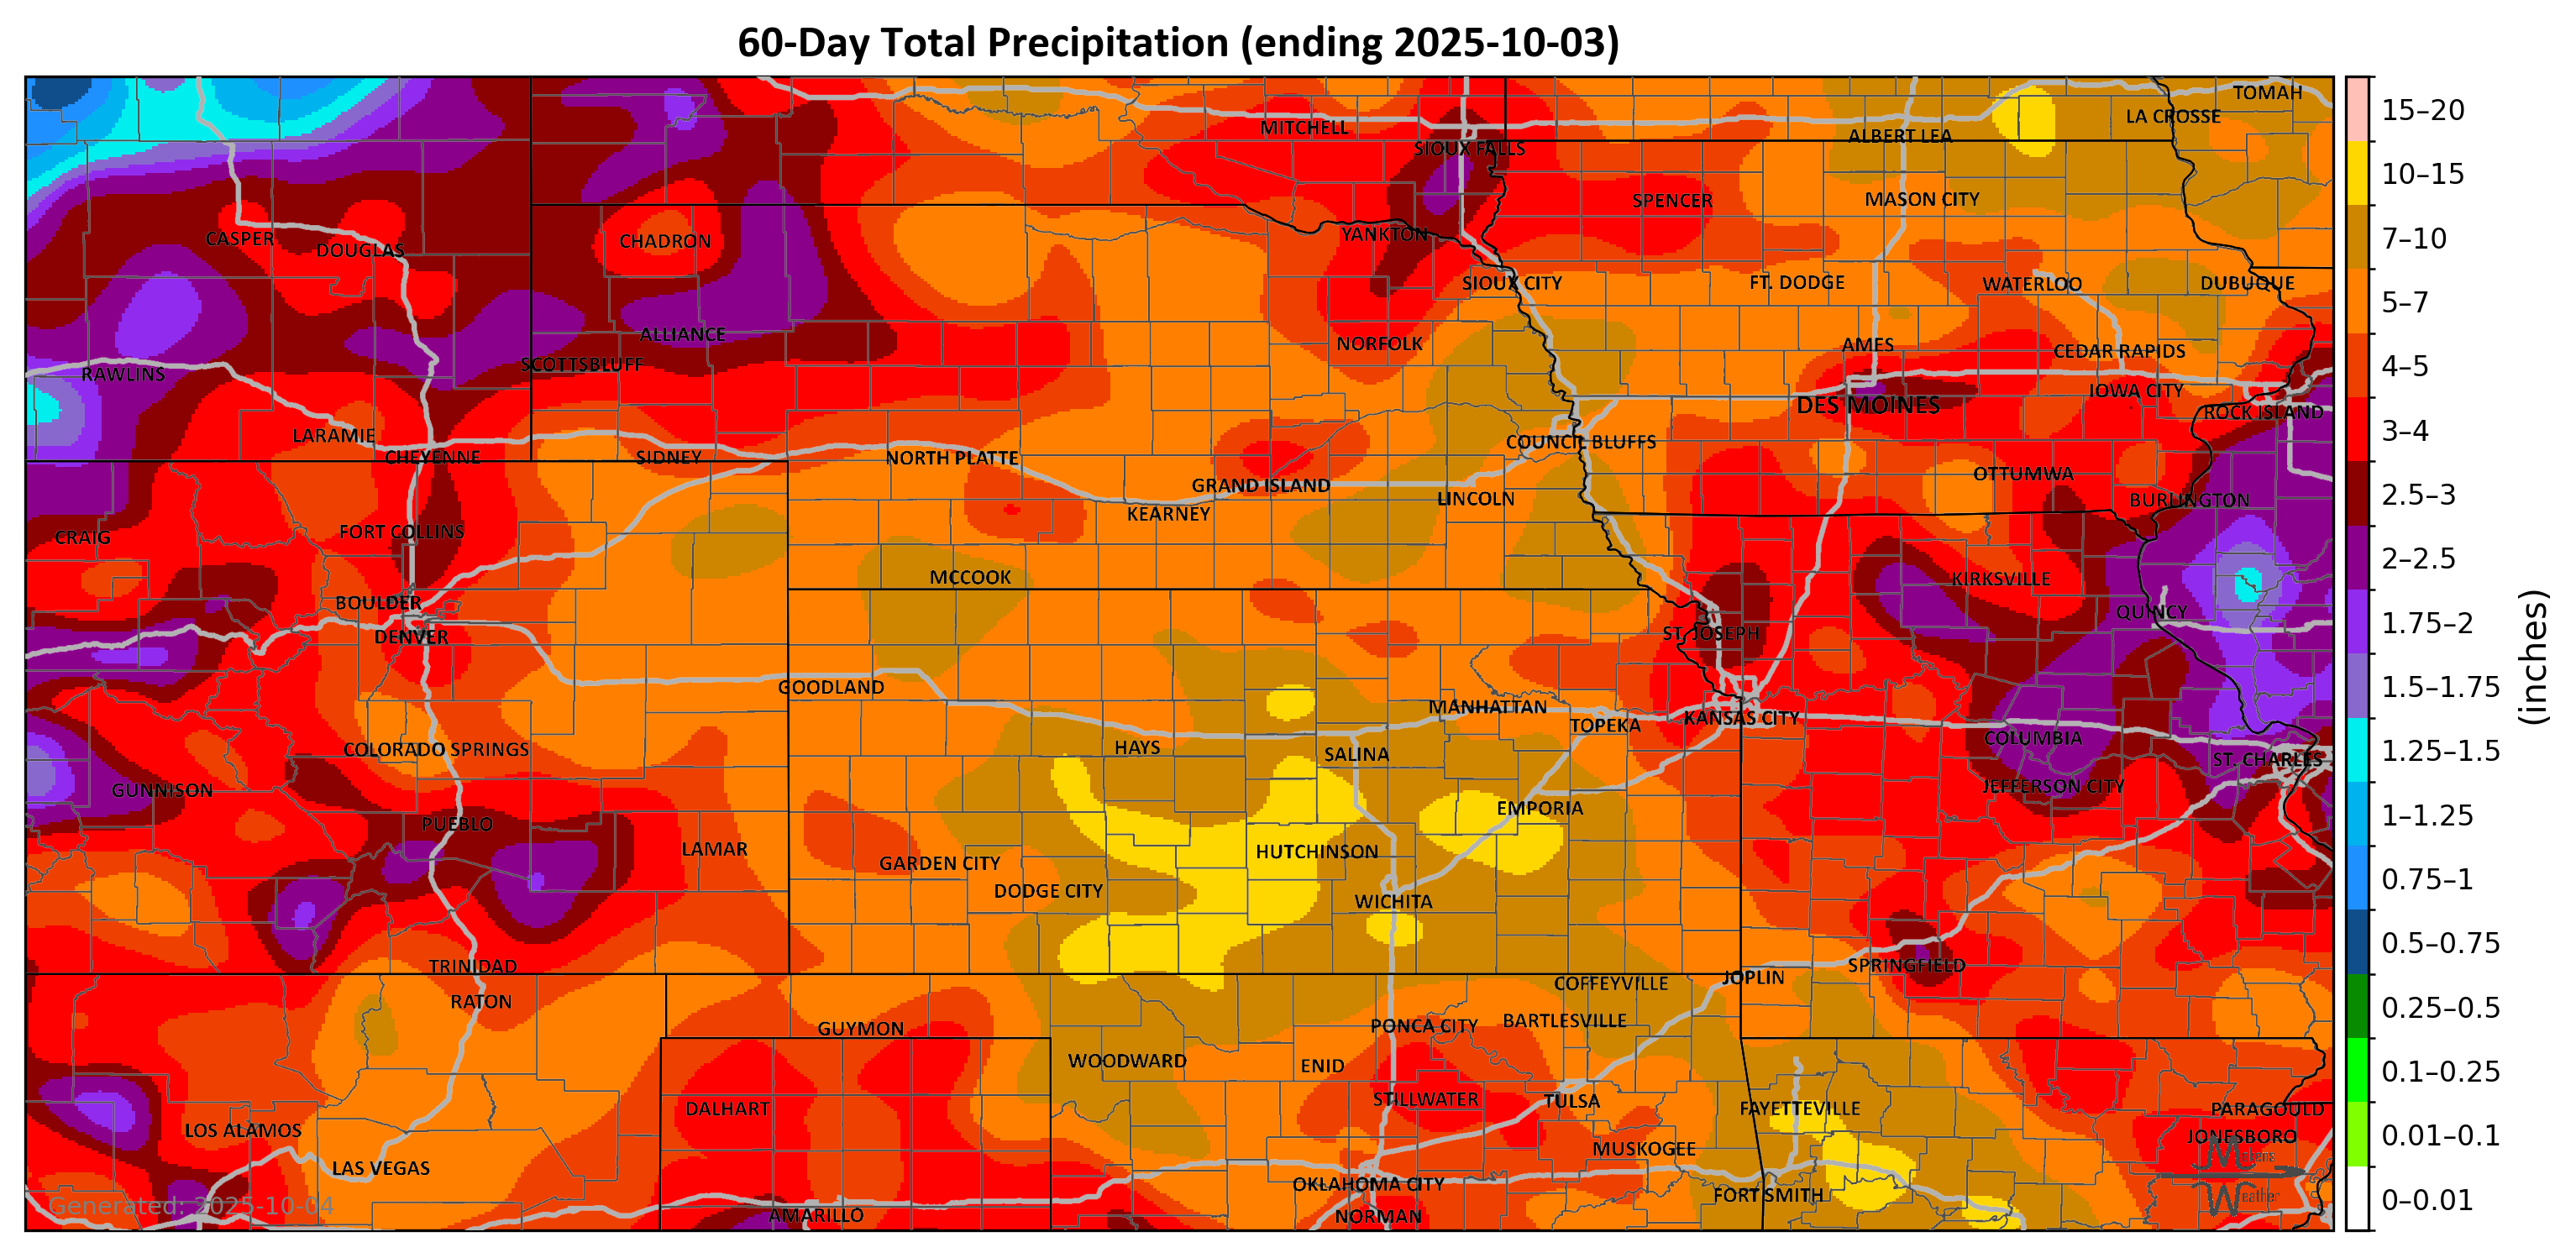 60-Day Total Precipitation (ending 2025-10-03)
TOMAH
LA CROSSE
MITCHELL
ALBERT LEA
SIOUX FALLS
SPENCER
MASON CITY
CASPER
DOUGLAS
CHADRON
YANKTON
SIOUX CITY
FT. DODGE
WATERLOO
DUBUQUE
ALLIANCE
NORFOLK
AMES
CEDAR RAPIDS
SCOTTSBLUFF
RAWLINS
IOWA CITY
DES MOINES
ROCK ISLAND
LARAMIE
COUNCIL BLUFFS
CHEYENNE
SIDNEY
NORTH PLATTE
OTTUMWA
GRAND ISLAND
LINCOLN
BURLINGTON
KEARNEY
CRAIG
FORT COLLINS
MCCOOK
KIRKSVILLE
BOULDER
QUINCY
DENVER
ST. JOSEPH
GOODLAND
MANHATTAN
KANSAS CITY
TOPEKA
COLORADO SPRINGS
HAYS
SALINA
COLUMBIA
ST. CHARLES
GUNNISON
JEFFERSON CITY
EMPORIA
PUEBLO
LAMAR
GARDEN CITY
HUTCHINSON
DODGE CITY
WICHITA
TRINIDAD
SPRINGFIELD
JOPLIN
COFFEYVILLE
RATON
GUYMON
PONCA CITY
BARTLESVILLE
WOODWARD
ENID
DALHART
STILLWATER
TULSA
FAYETTEVILLE
PARAGOULD
LOS ALAMOS
JONESBORO
MUSKOGEE
LAS VEGAS
OKLAHOMA CITY
FORT SMITH
AMARILLO
NORMAN
Generated: 2025-10-04
Weather
15–20
10–15
7–10
5–7
4–5
3–4
2.5–3
2–2.5
1.75–2
1.5–1.75
1.25–1.5
1–1.25
0.75–1
0.5–0.75
0.25–0.5
0.1–0.25
0.01–0.1
0–0.01
(inches)